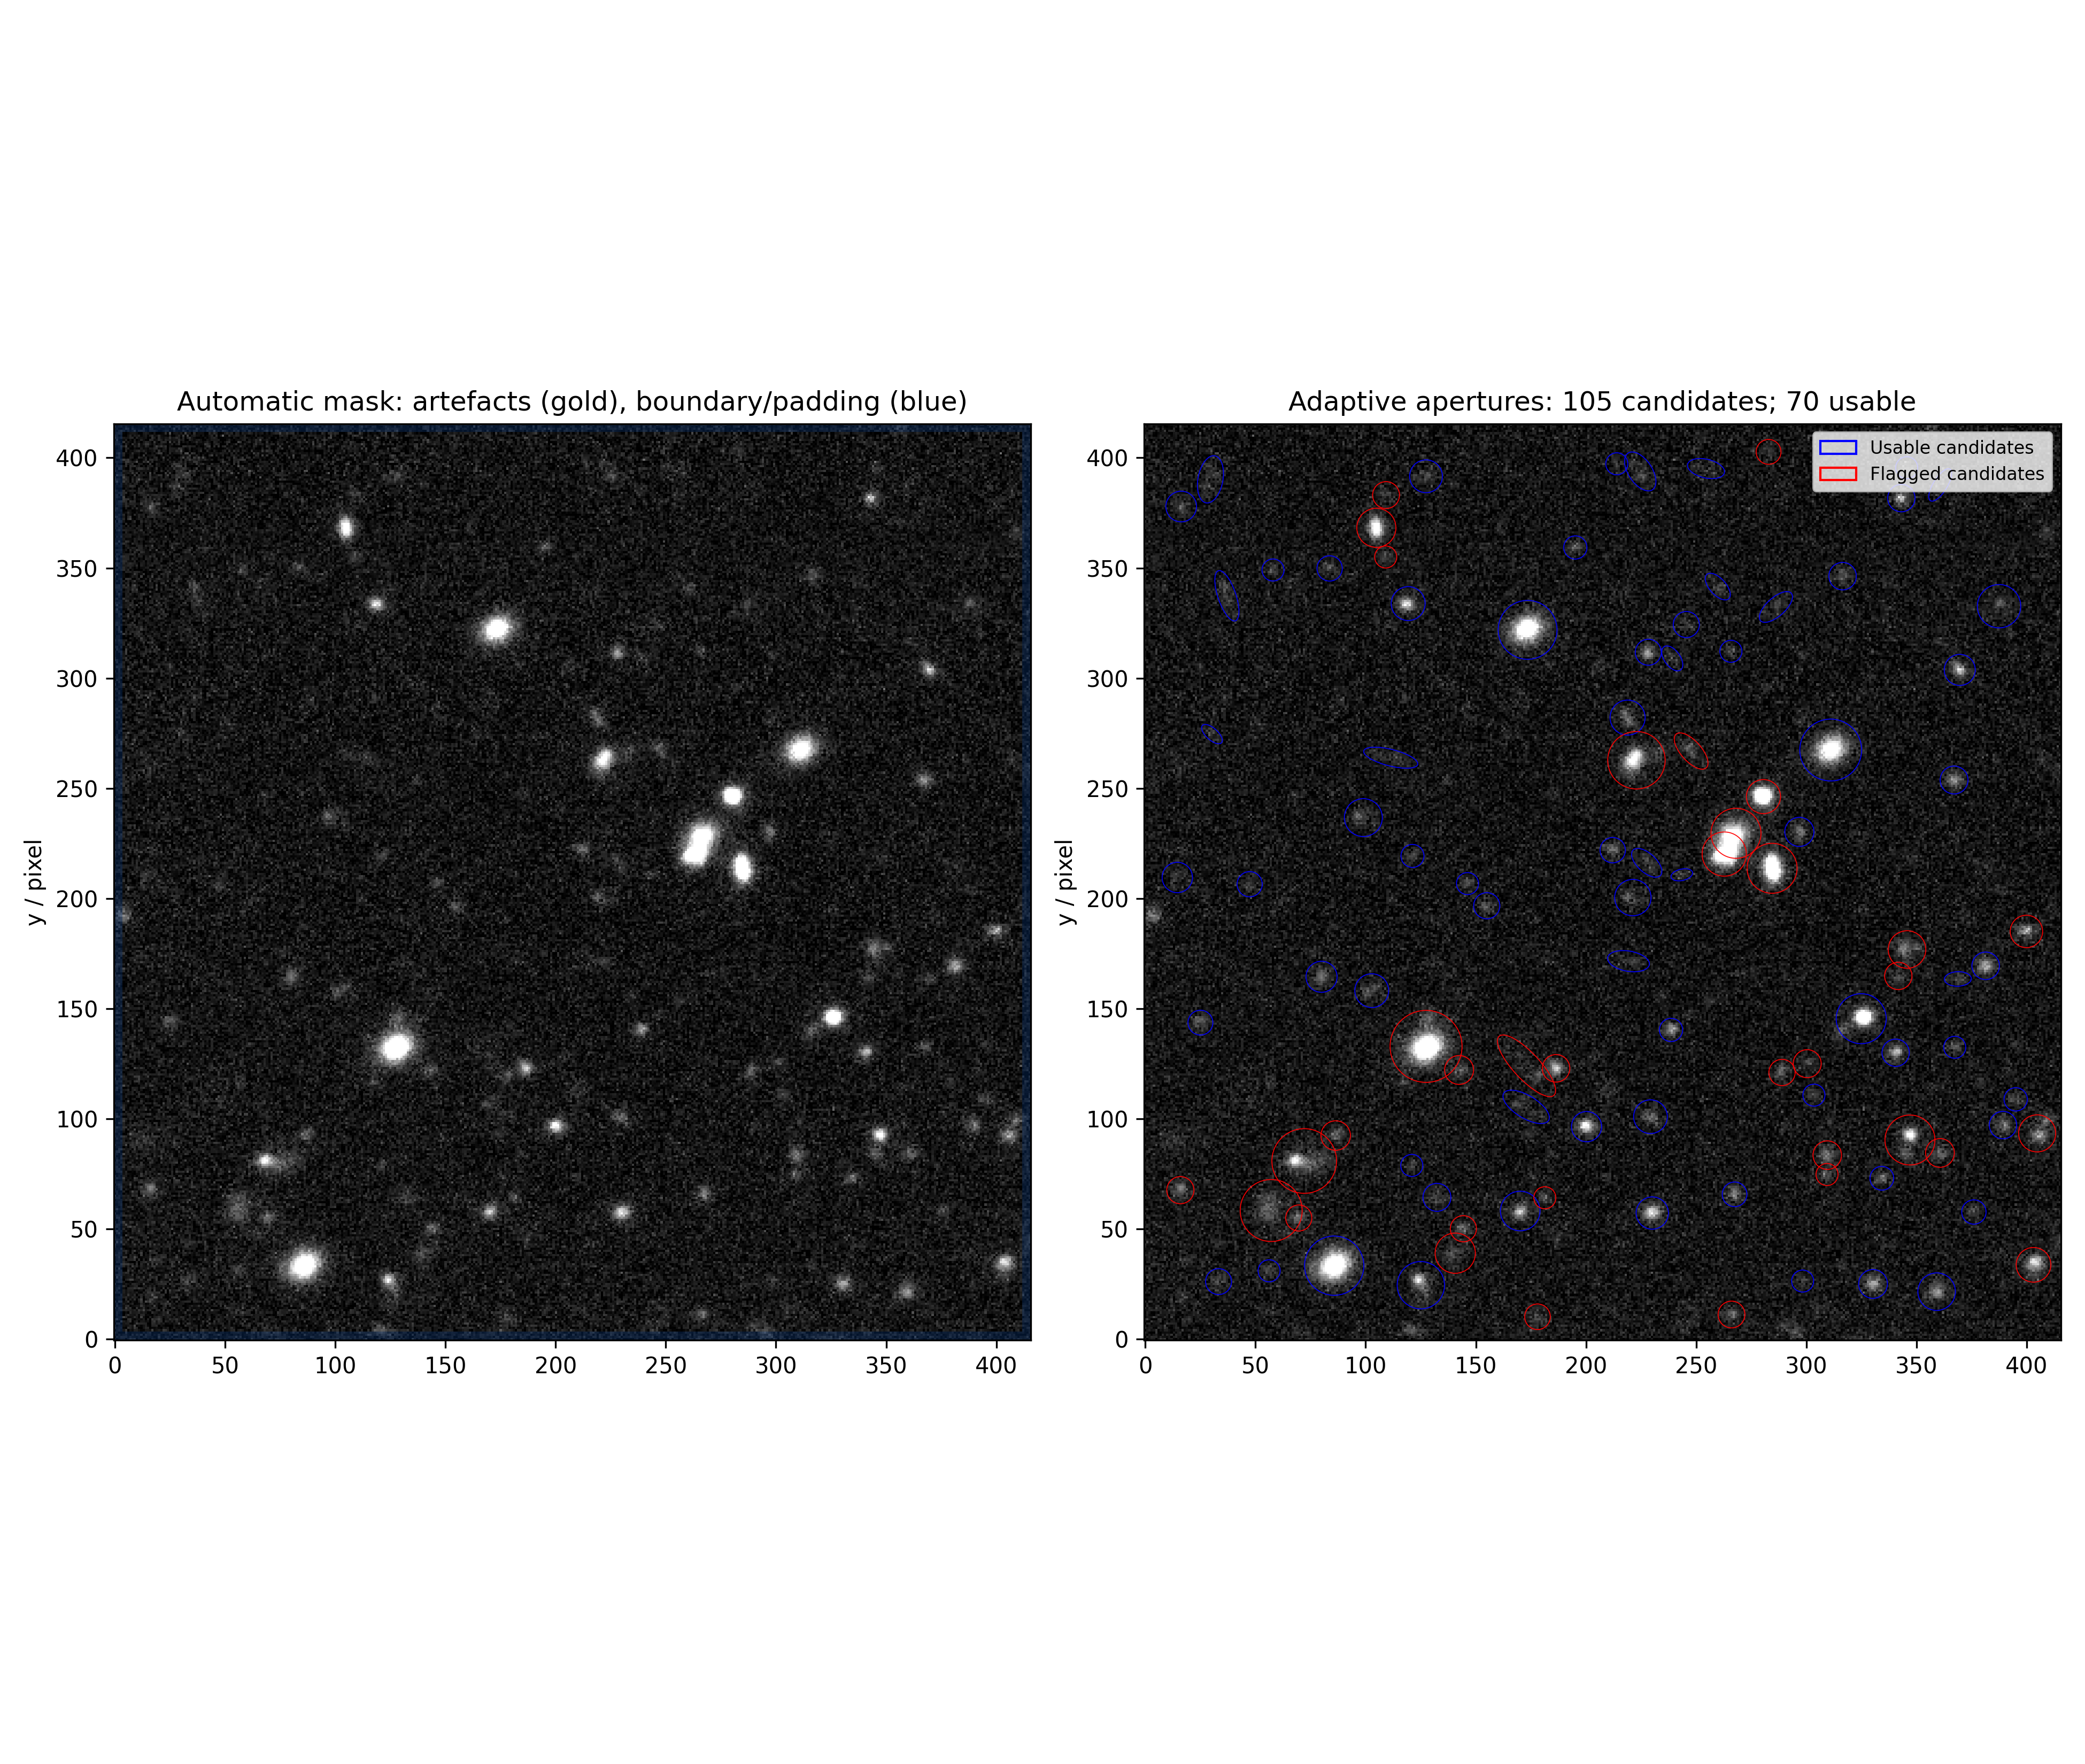 Automatic mask: artefacts (gold), boundary/padding (blue)
y / pixel
400
350
300
250
200
150
100
50
0
0 50 100 150 200 250 300 350 400
Adaptive apertures: 105 candidates; 70 usable
Usable candidates
Flagged candidates
y / pixel
400
350
300
250
200
150
100
50
0
0 50 100 150 200 250 300 350 400